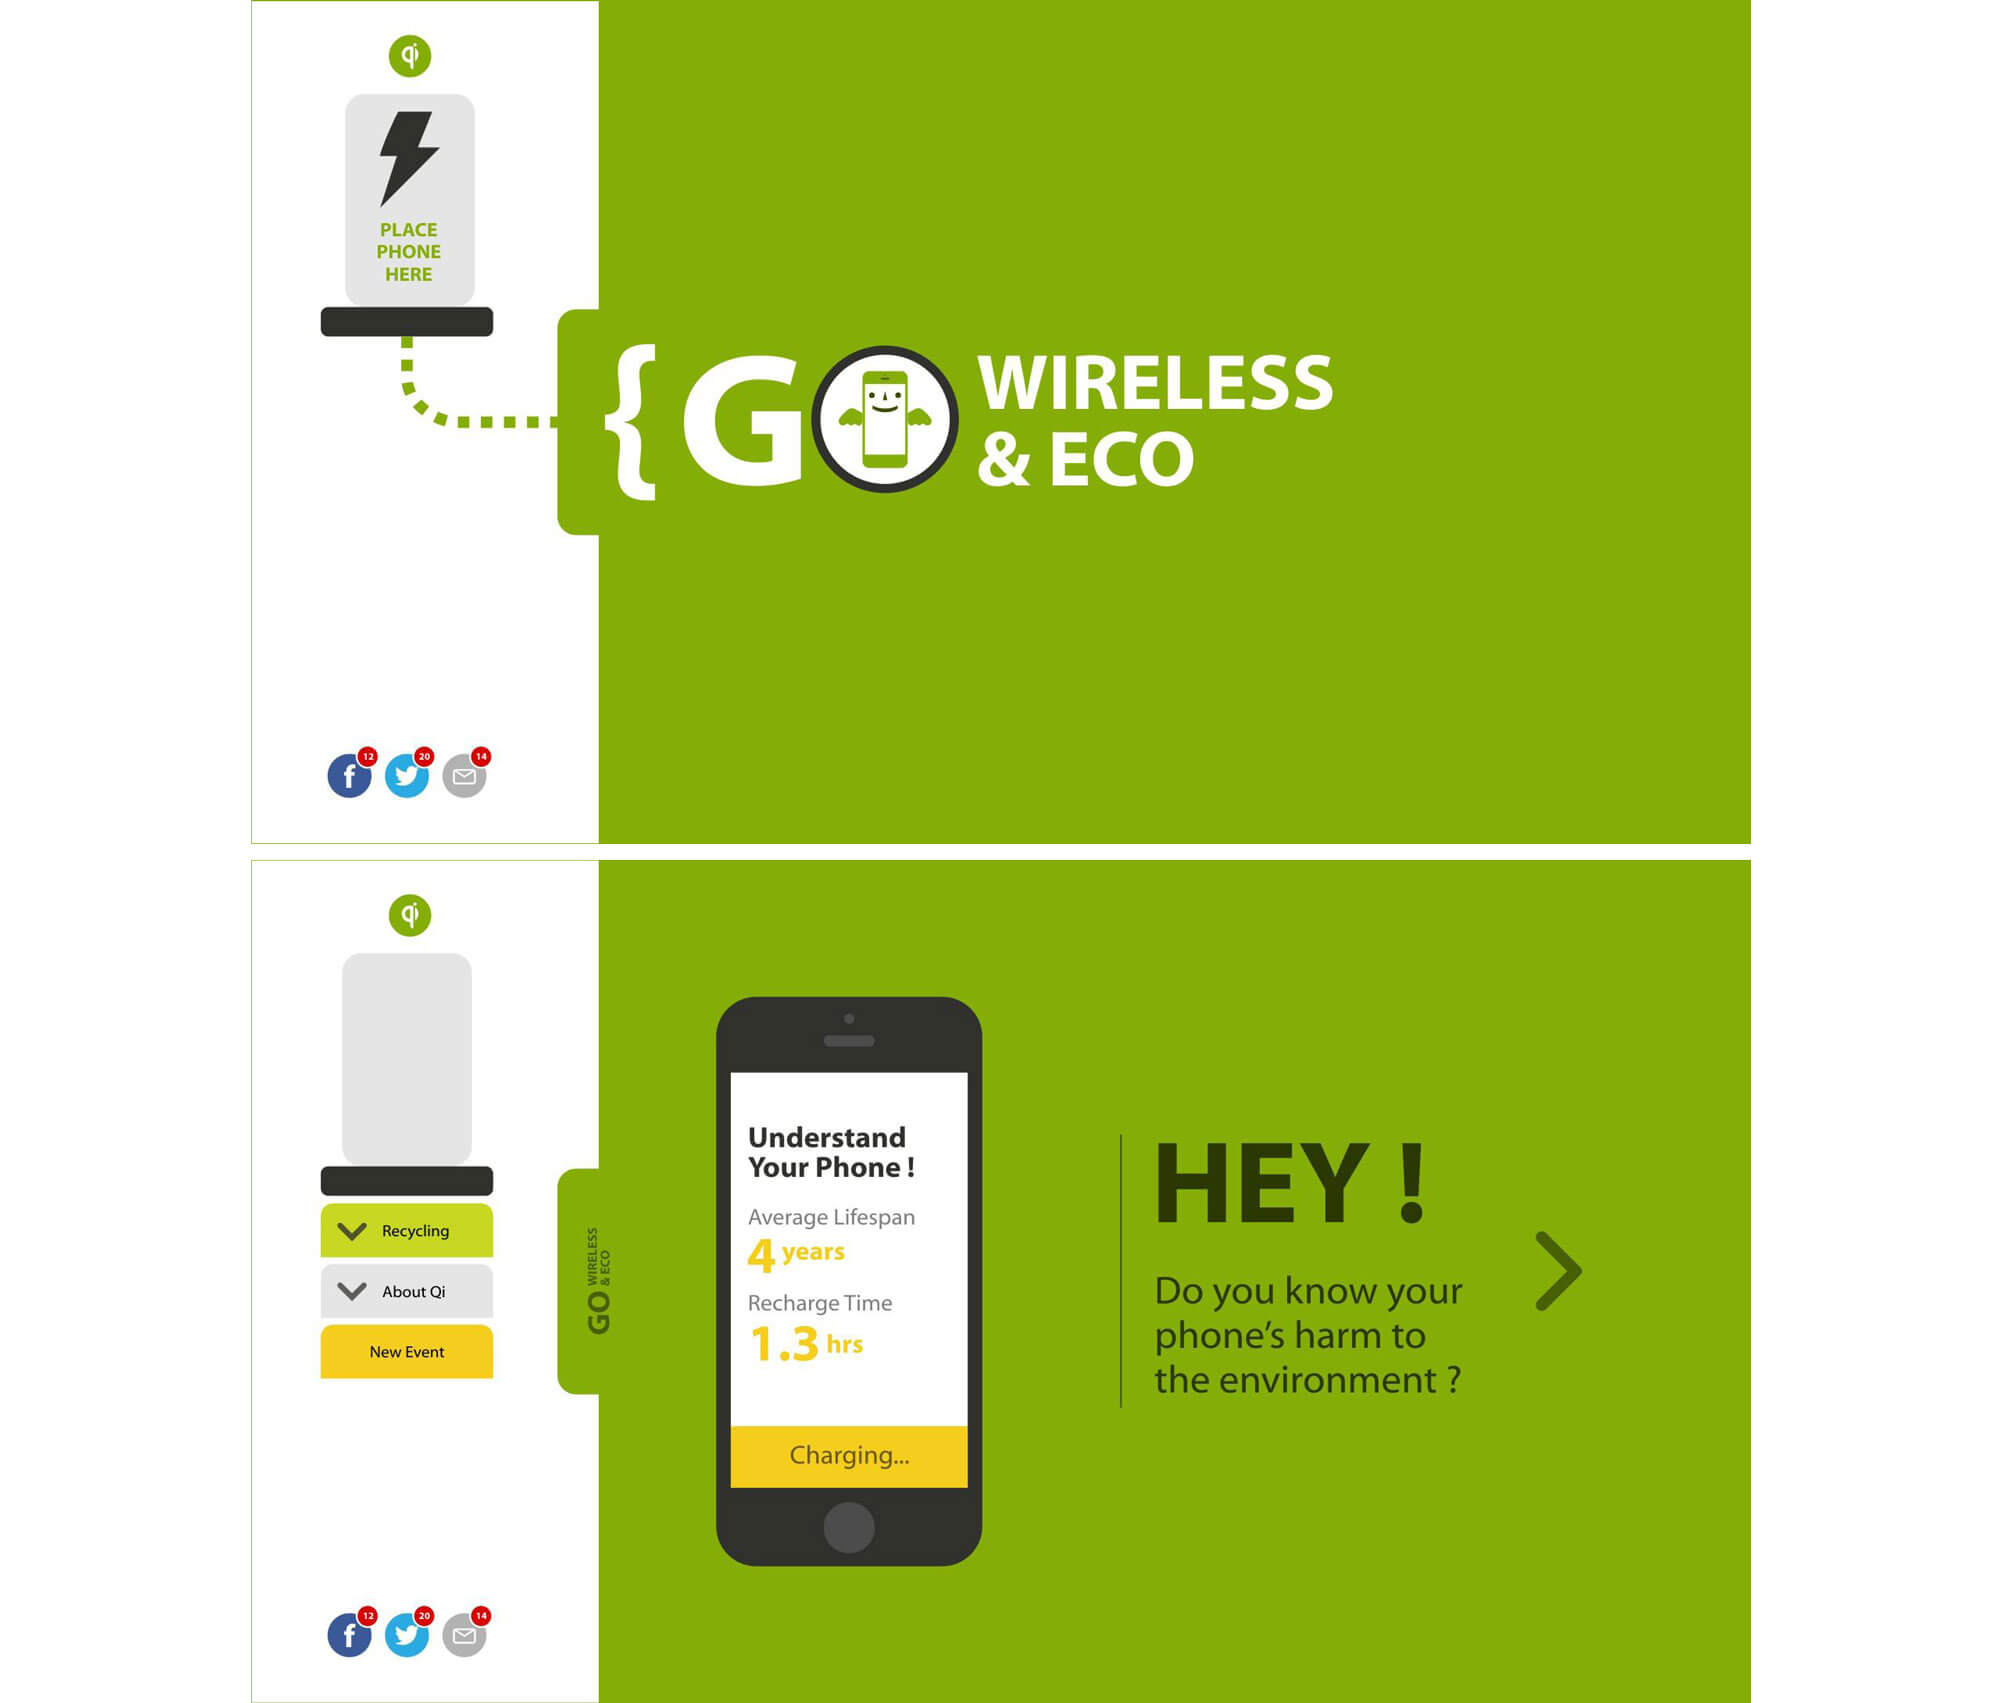 qi
PLACE
PHONE
HERE
{GO WIRELESS
& ECO
12 20 14
f
qi
Recycling
About Qi
New Event
GO WIRELESS
& ECO
Understand
Your Phone !
Average Lifespan
4 years
Recharge Time
1.3 hrs
Charging...
HEY !
Do you know your
phone’s harm to
the environment ?
12 20 14
f